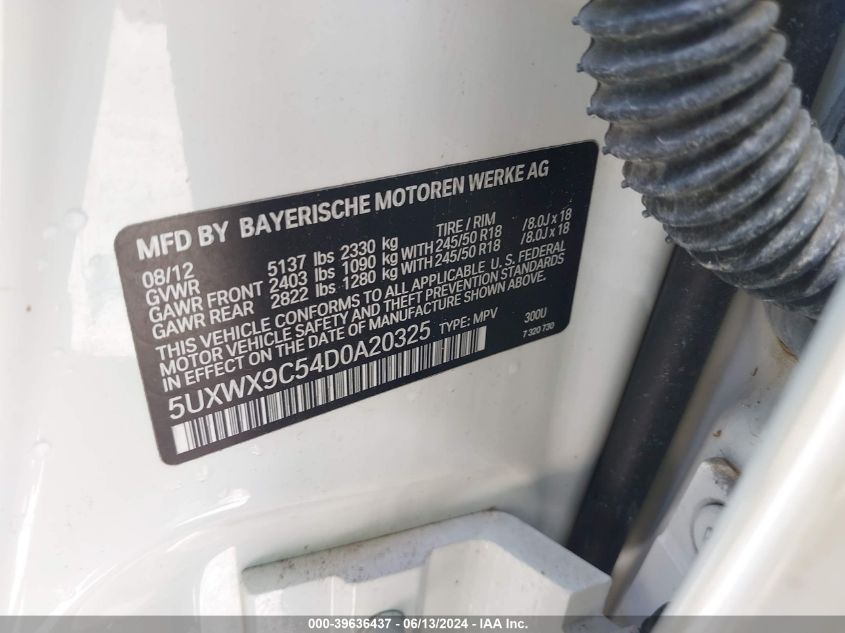 MFD BY BAYERISCHE MOTOREN WERKE AG
08/12 TIRE / RIM
GVWR 5137 lbs 2330 kg
GAWR FRONT 2403 lbs 1090 kg WITH 245/50 R18 /8.0J x 18
GAWR REAR 2822 lbs 1280 kg WITH 245/50 R18 /8.0J x 18
THIS VEHICLE CONFORMS TO ALL APPLICABLE U.S. FEDERAL
MOTOR VEHICLE SAFETY AND THEFT PREVENTION STANDARDS
IN EFFECT ON THE DATE OF MANUFACTURE SHOWN ABOVE.
5UXWX9C54D0A20325 TYPE: MPV 300U
7 320 730
000-39636437 - 06/13/2024 - IAA Inc.